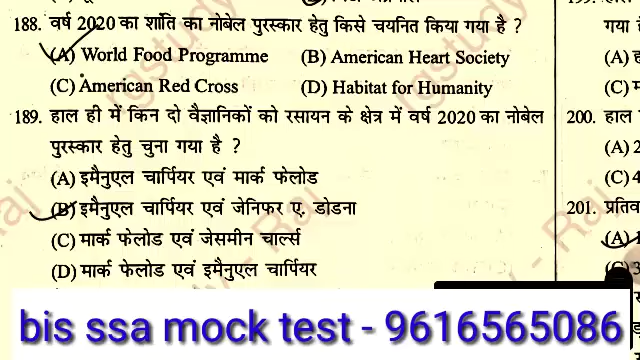 188. वर्ष 2020 का शांति का नोबेल पुरस्कार हेतु किसे चयनित किया गया है ?
(A) World Food Programme (B) American Heart Society
(C) American Red Cross (D) Habitat for Humanity
189. हाल ही में किन दो वैज्ञानिकों को रसायन के क्षेत्र में वर्ष 2020 का नोबेल
पुरस्कार हेतु चुना गया है ?
(A) इमैनुएल चार्पियर एवं मार्क फेलोड
(B) इमैनुएल चार्पियर एवं जेनिफर ए. डोडना
(C) मार्क फेलोड एवं जेसमीन चार्ल्स
(D) मार्क फेलोड एवं इमैनुएल चार्पियर
गया
(A)
(C)
200. हाल
(A) 2
(C) 4
201.
(A) 1
bis ssa mock test - 9616565086